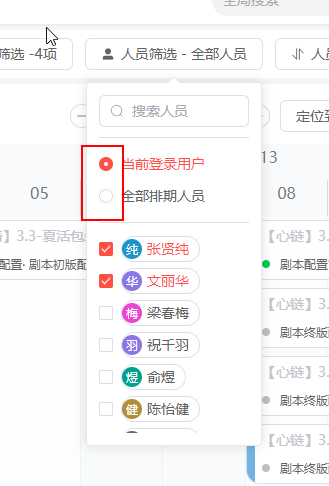 全局搜索
筛选 -4项
人员筛选 - 全部人员
人
搜索人员
定位到
当前登录用户
13
全部排期人员
05
08
】3.3-夏活包
【心链】3.
纯 张贤纯
配置· 剧本初版配
剧本配置
华 文丽华
【心链】3.
梅 梁春梅
剧本终版
羽 祝千羽
【心链】3.
煜 俞煜
剧本终版
健 陈怡健
【心链】3.
剧本终版